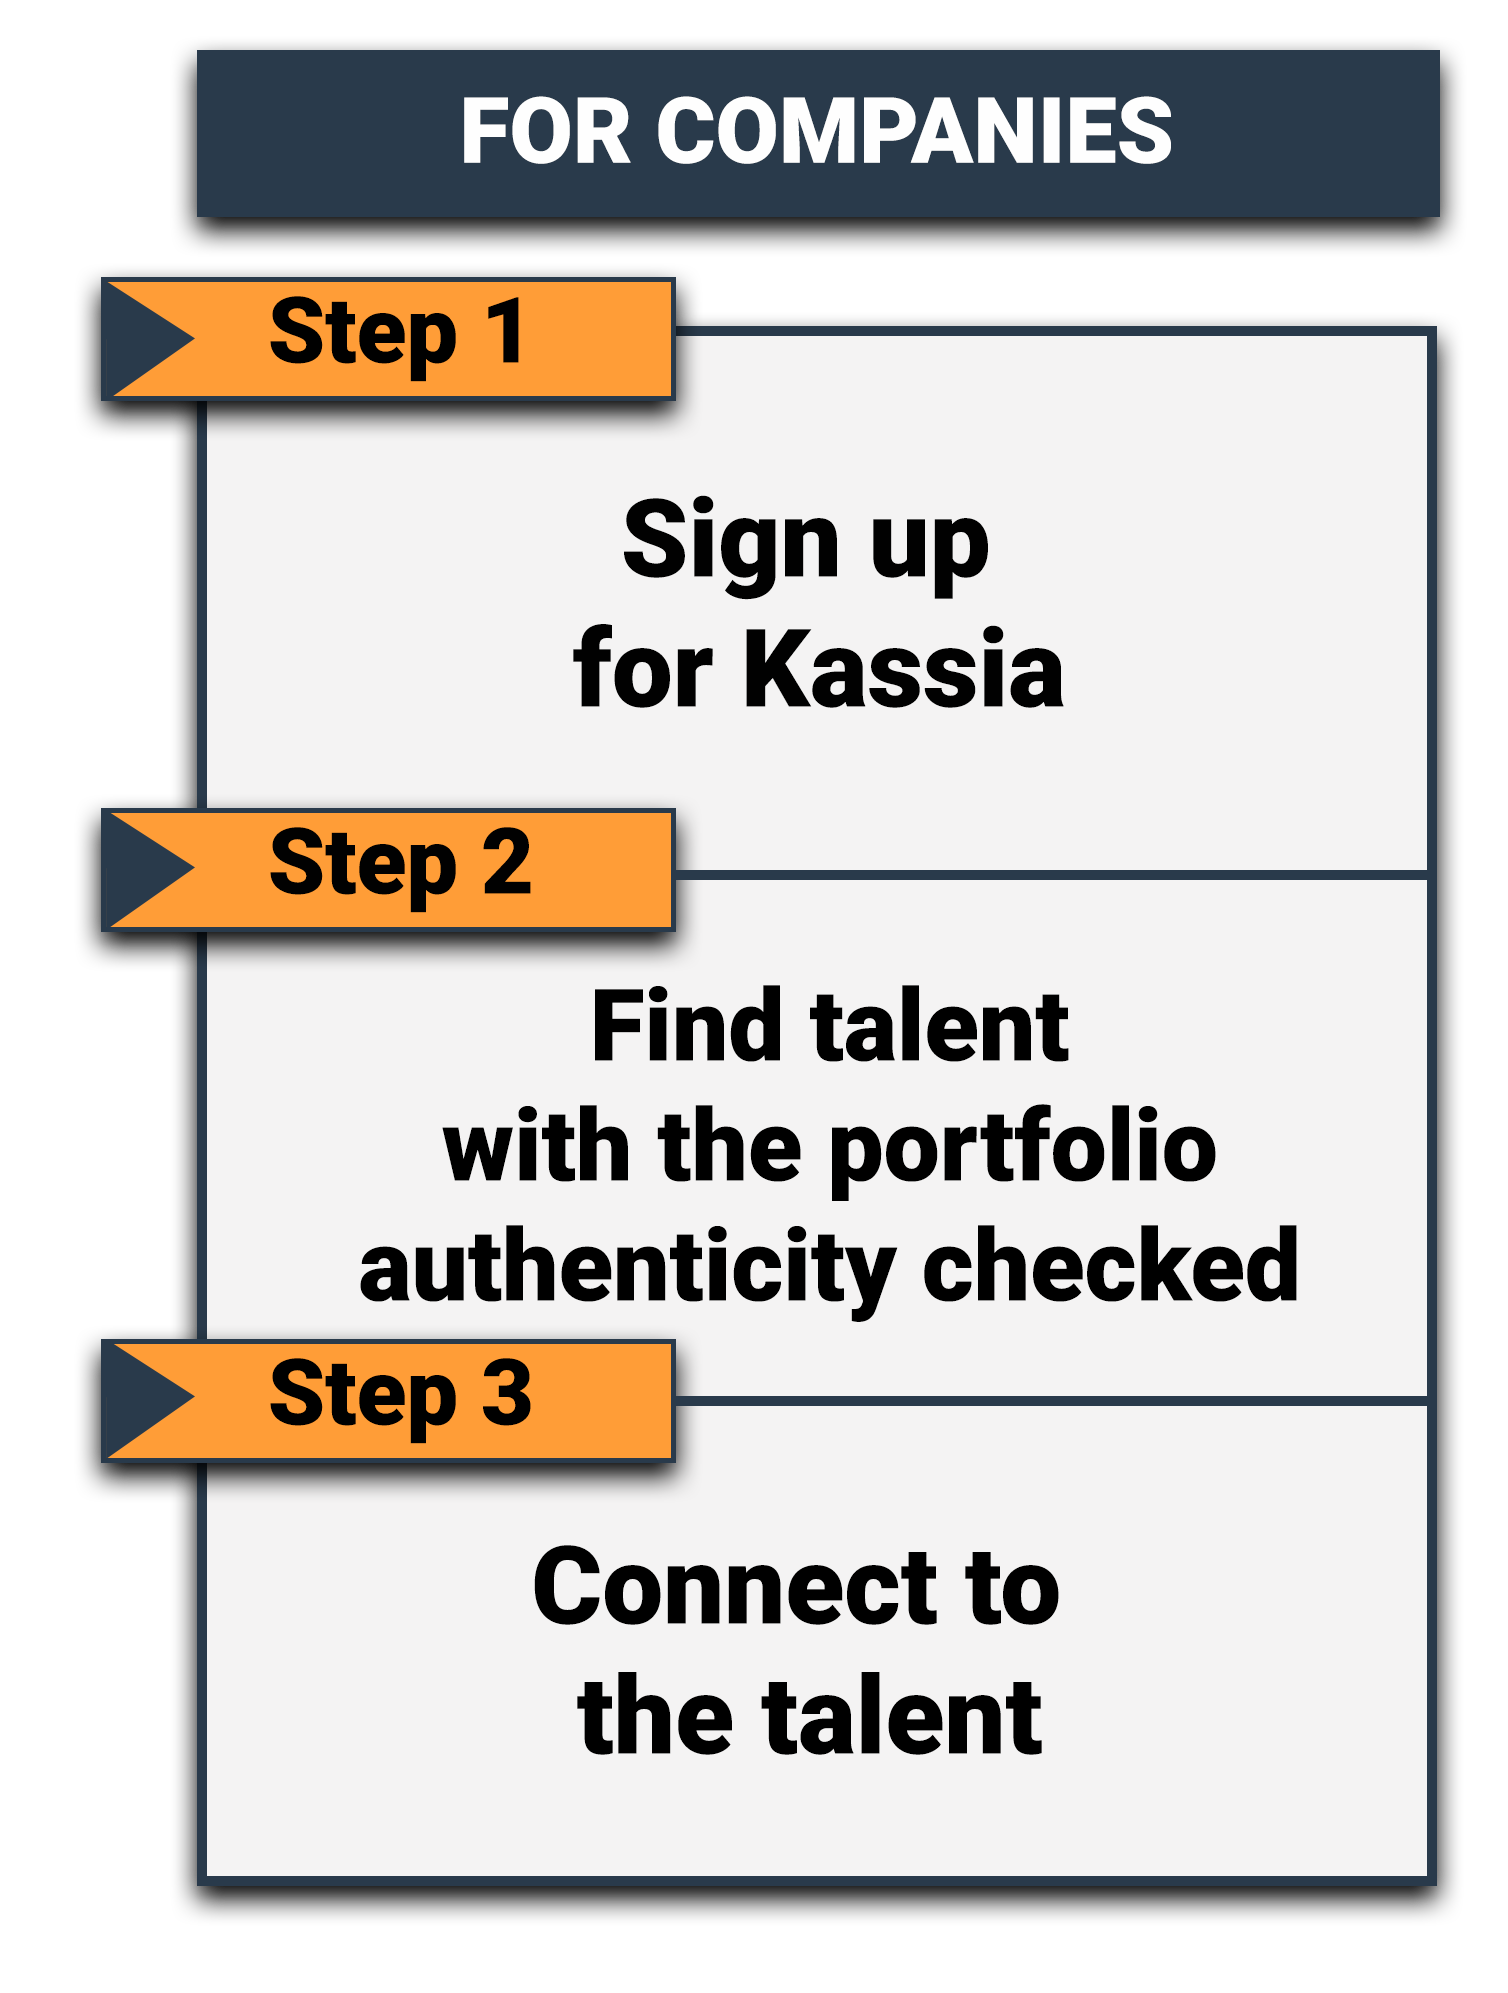 FOR COMPANIES
Step 1
Sign up
for Kassia
Step 2
Find talent
with the portfolio
authenticity checked
Step 3
Connect to
the talent